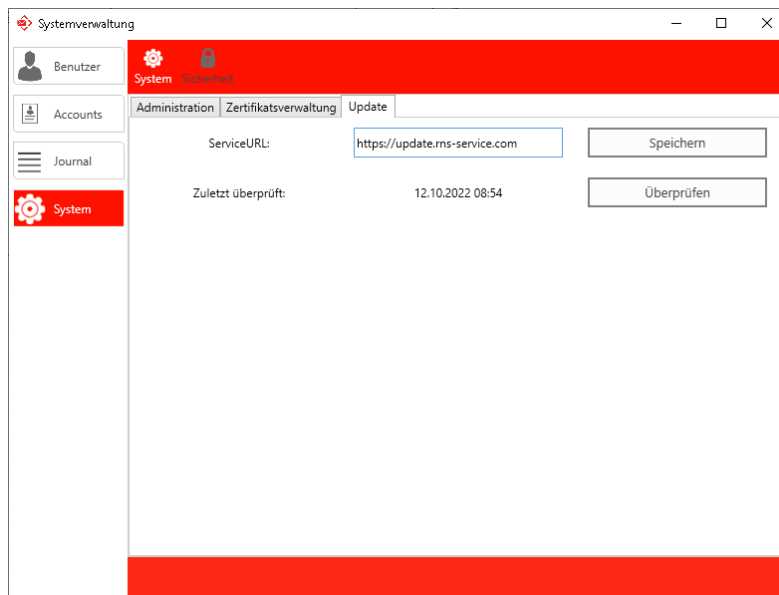 Systemverwaltung
Benutzer
Accounts
Journal
System
System Sicherheit
Administration Zertifikatsverwaltung Update
ServiceURL: https://update.rns-service.com Speichern
Zuletzt überprüft: 12.10.2022 08:54 Überprüfen